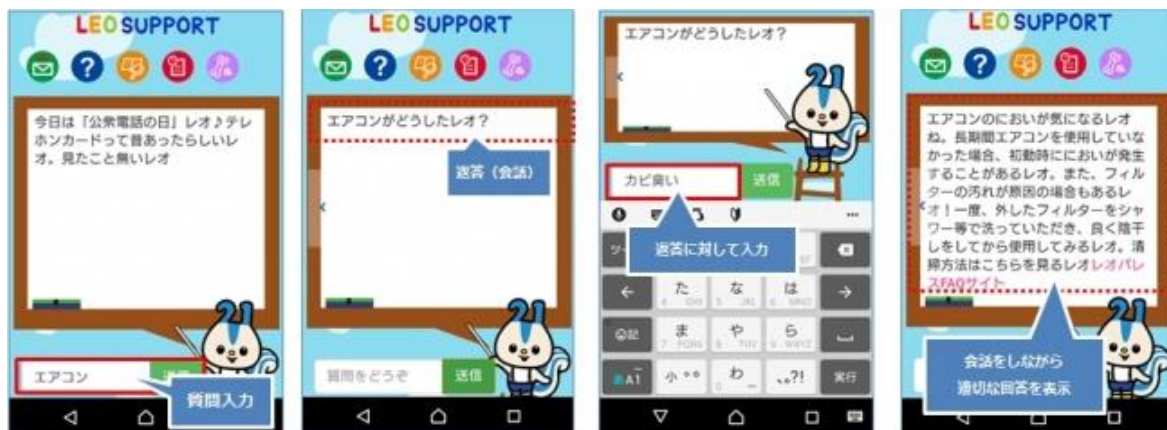 LEO SUPPORT
今日は「公衆電話の日」レオ♪テレ
ホンカードって昔あったらしいレ
オ。見たこと無いレオ
エアコン
質問入力
LEO SUPPORT
エアコンがどうしたレオ？
返答（会話）
質問をどうぞ
送信
エアコンがどうしたレオ？
カビ臭い
送信
返答に対して入力
た
な
は
記
ま
や
ら
A1
小
わ
、。?!
実行
LEO SUPPORT
エアコンのにおいが気になるレオ
ね。長期間エアコンを使用していな
かった場合、初動時ににおいが発生
することがあるレオ。また、フィル
ターの汚れが原因の場合もあるレ
オ！一度、外したフィルターをシャ
ワー等で洗っていただき、良く陰干
しをしてから使用してみるレオ。清
掃方法はこちらを見るレオレオパレ
スFAQサイト
会話をしながら
適切な回答を表示